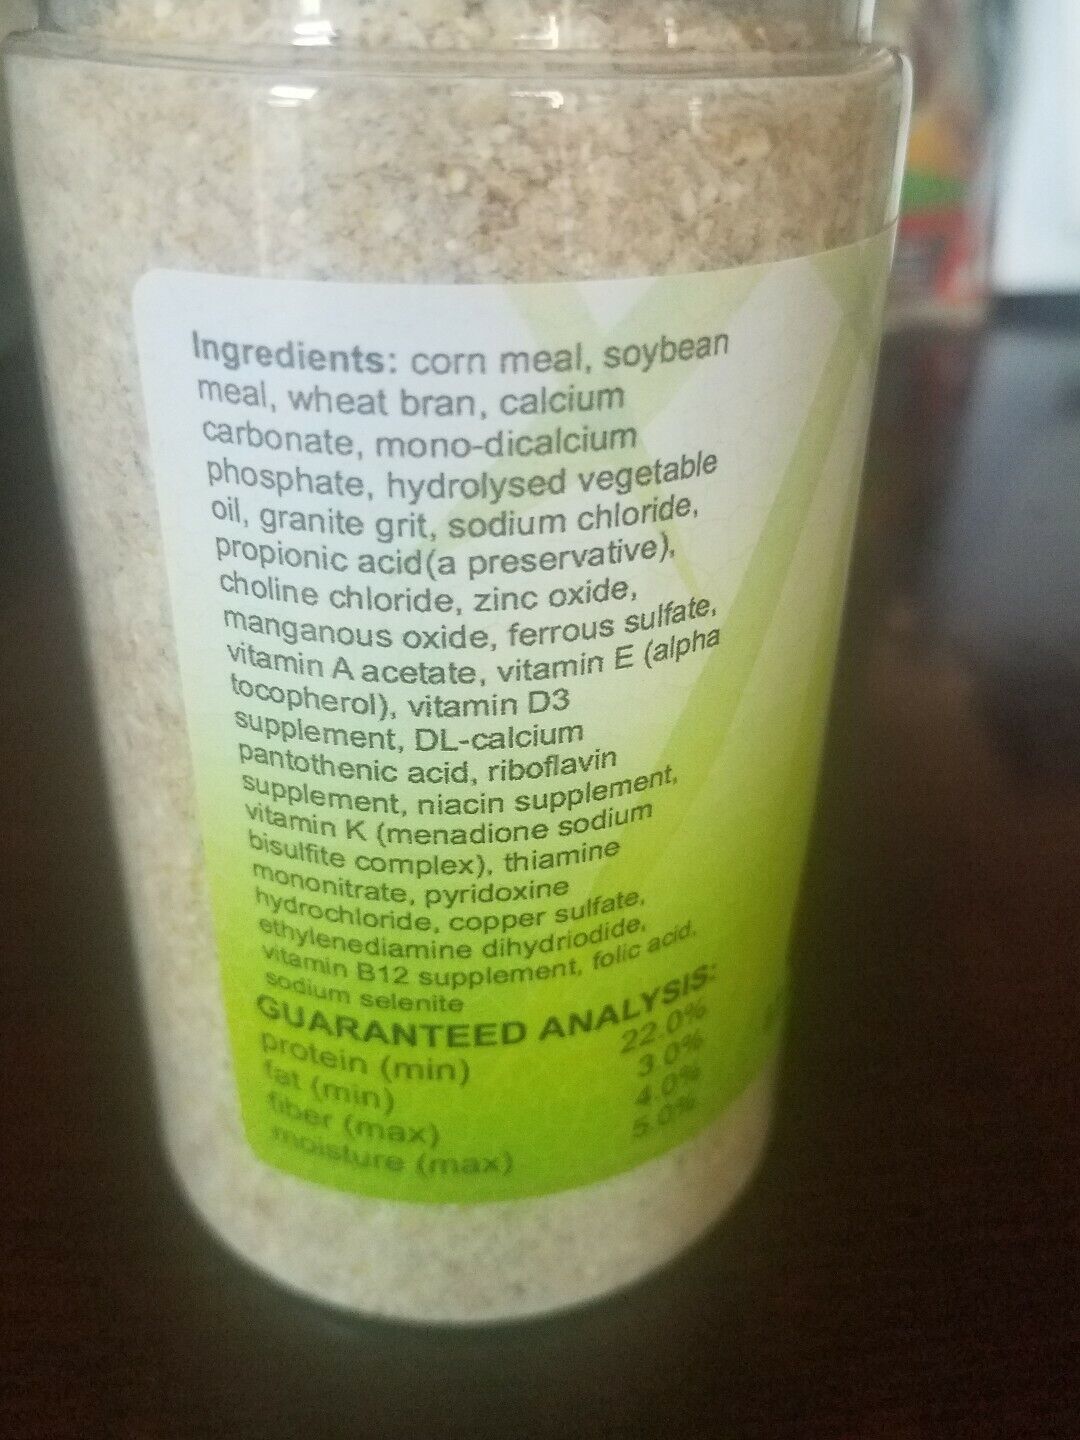 Ingredients: corn meal, soybean
meal, wheat bran, calcium
carbonate, mono-dicalcium
phosphate, hydrolysed vegetable
oil, granite grit, sodium chloride,
propionic acid(a preservative),
choline chloride, zinc oxide,
manganous oxide, ferrous sulfate,
vitamin A acetate, vitamin E (alpha
tocopherol), vitamin D3
supplement, DL-calcium
pantothenic acid, riboflavin
supplement, niacin supplement,
vitamin K (menadione sodium
bisulfite complex), thiamine
mononitrate, pyridoxine
hydrochloride, copper sulfate,
ethylenediamine dihydriodide,
vitamin B12 supplement, folic acid,
sodium selenite
GUARANTEED ANALYSIS:
protein (min) 22.0%
fat (min) 3.0%
fiber (max) 4.0%
moisture (max) 5.0%